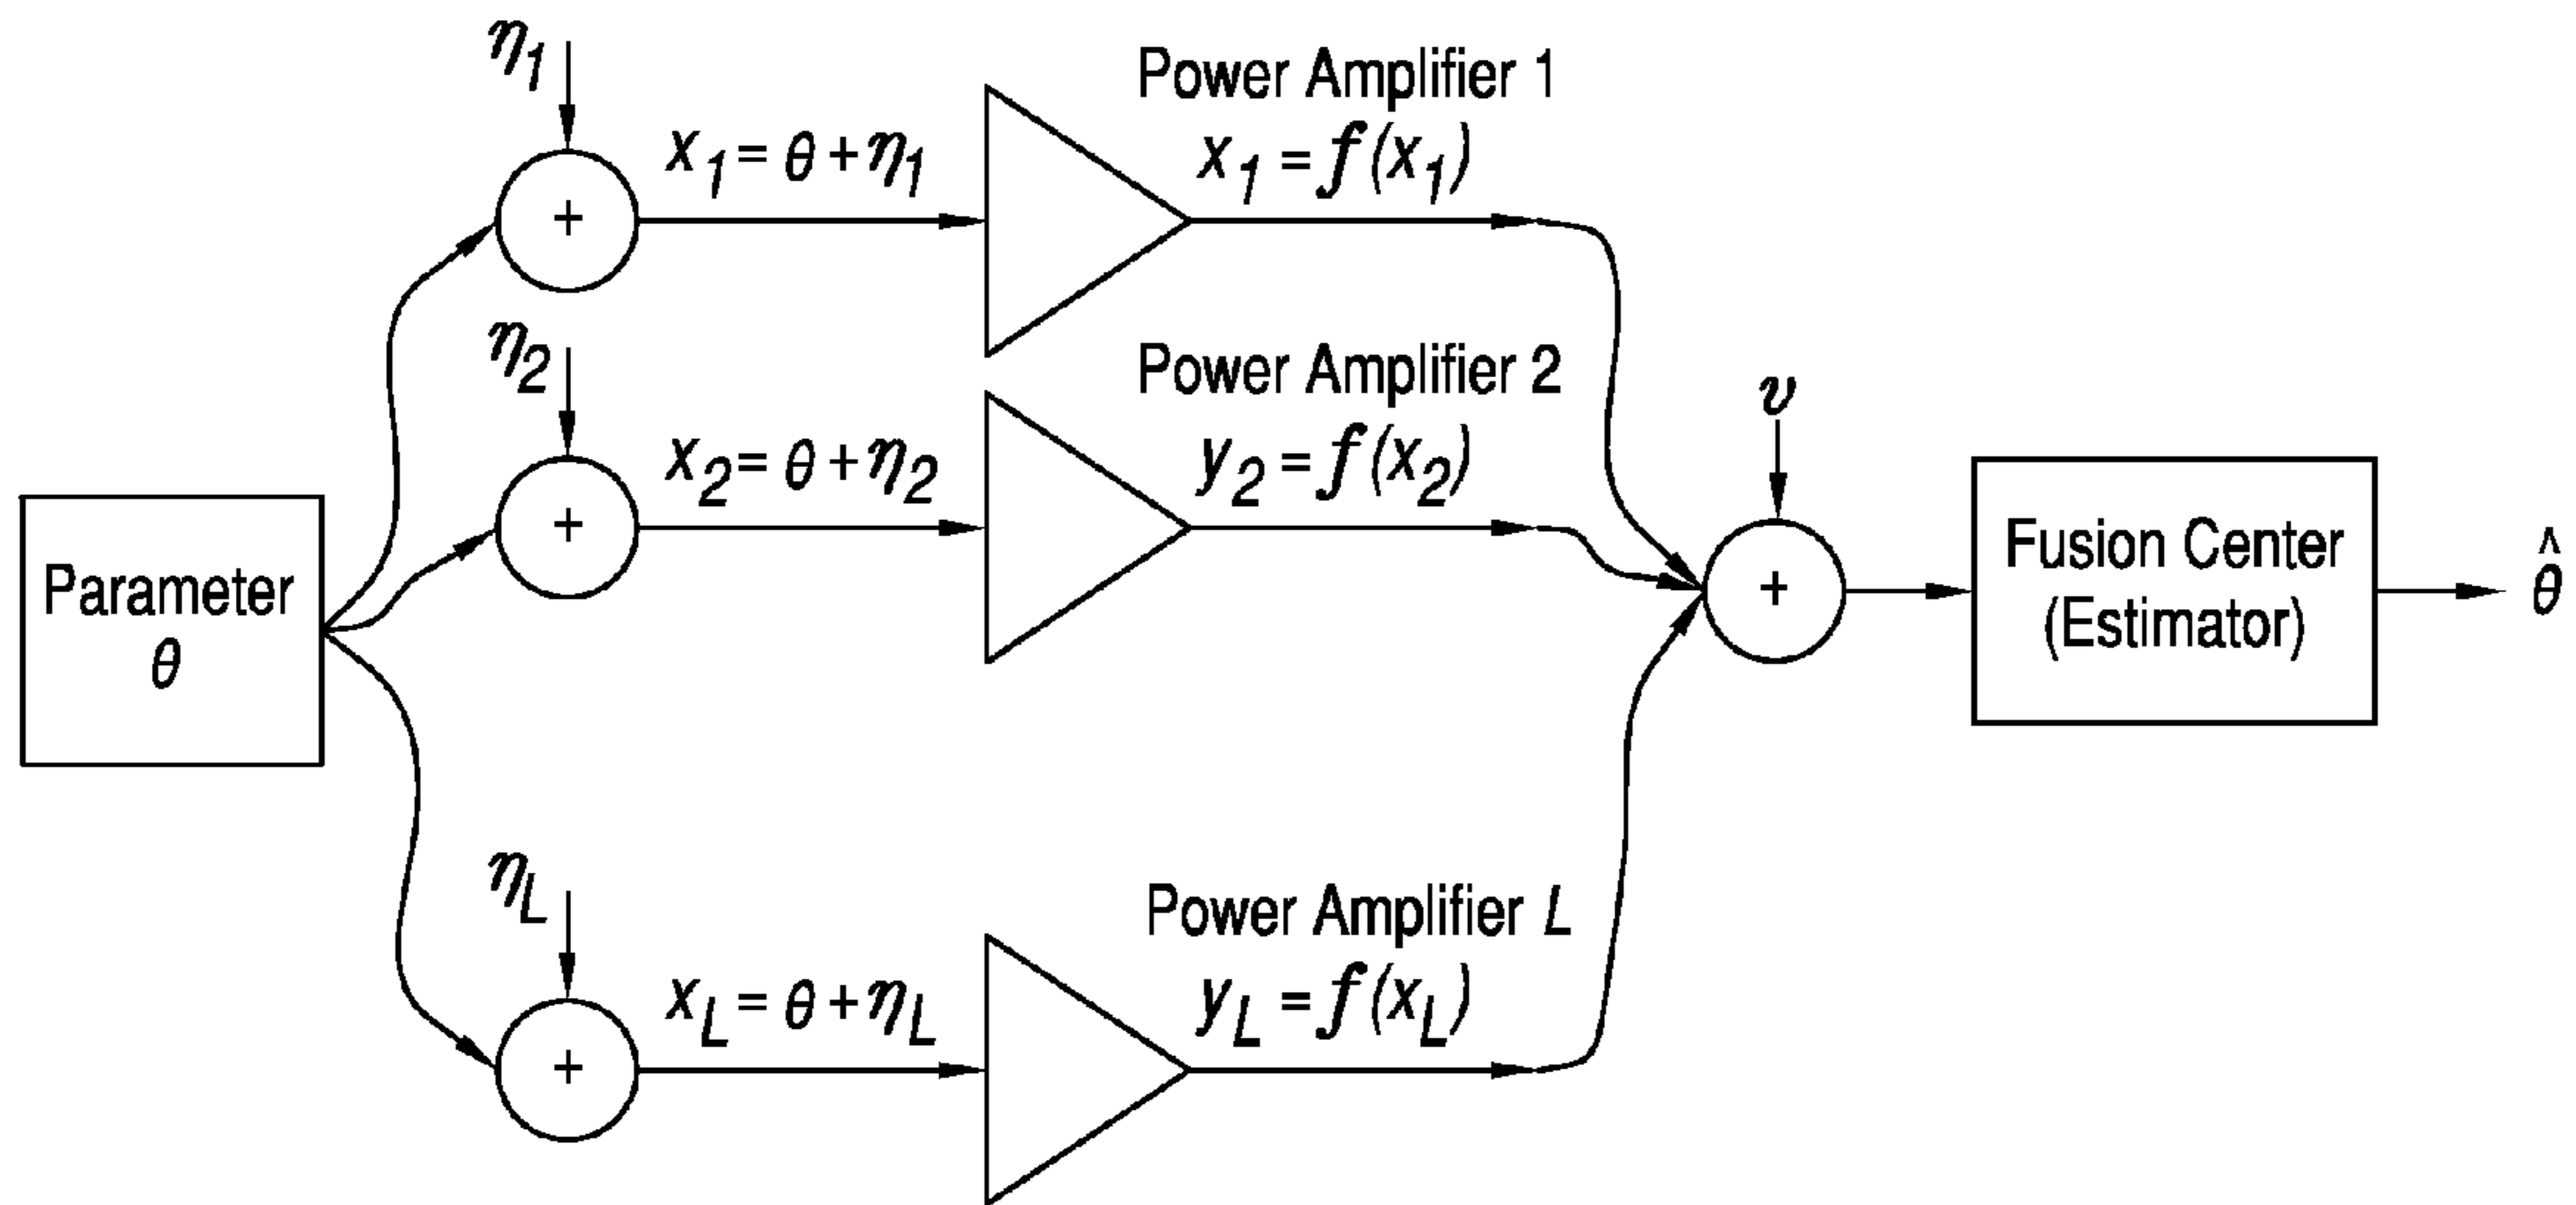 η1
Power Amplifier 1
x1 = θ + η1
x1 = f(x1)
+
η2
Power Amplifier 2
x2 = θ + η2
y2 = f(x2)
+
Parameter
θ
υ
+
Fusion Center
(Estimator)
θ̂
ηL
Power Amplifier L
xL = θ + ηL
yL = f(xL)
+